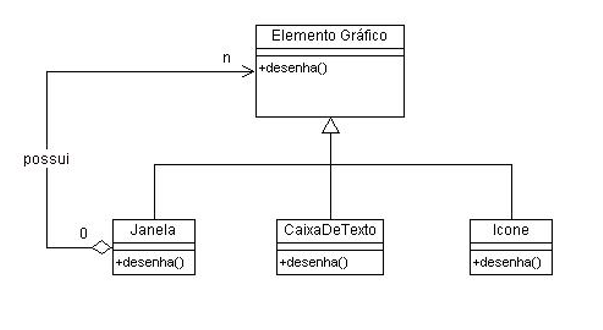 Elemento Gráfico
n
+desenha()
possui
0
Janela
CaixaDeTexto
Icone
+desenha()
+desenha()
+desenha()